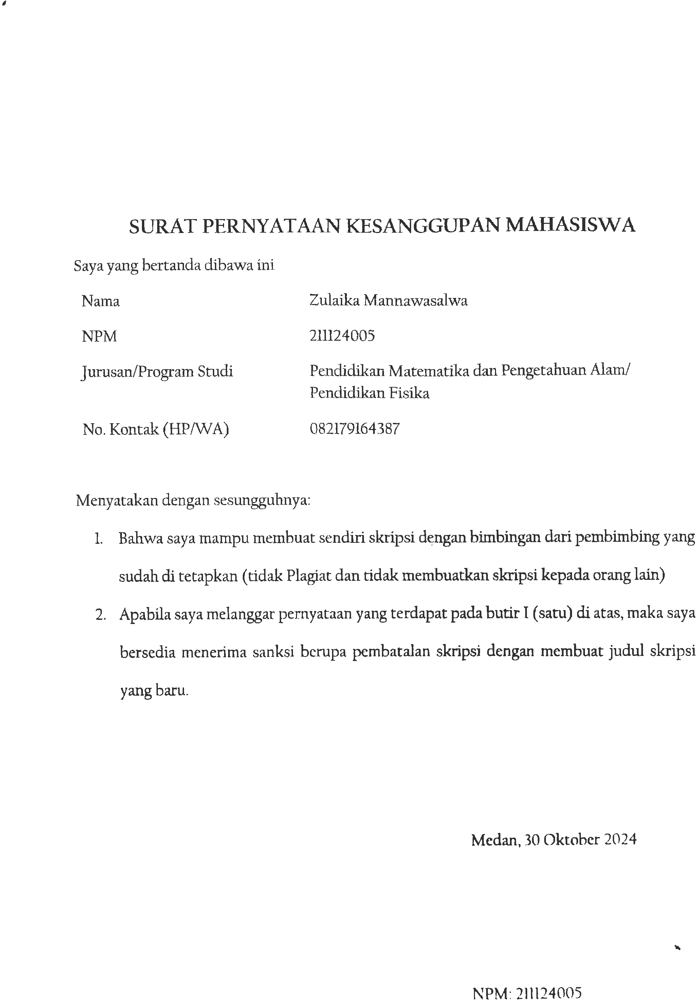 SURAT PERNYATAAN KESANGGUPAN MAHASISWA
Saya yang bertanda dibawa ini
Nama Zulaika Mannawasalwa
NPM 211124005
Jurusan/Program Studi Pendidikan Matematika dan Pengetahuan Alam/
Pendidikan Fisika
No. Kontak (HP/WA) 082179164387
Menyatakan dengan sesungguhnya:
1. Bahwa saya mampu membuat sendiri skripsi dengan bimbingan dari pembimbing yang
sudah di tetapkan (tidak Plagiat dan tidak membuatkan skripsi kepada orang lain)
2. Apabila saya melanggar pernyataan yang terdapat pada butir I (satu) di atas, maka saya
bersedia menerima sanksi berupa pembatalan skripsi dengan membuat judul skripsi
yang baru.
Medan, 30 Oktober 2024
NPM: 211124005